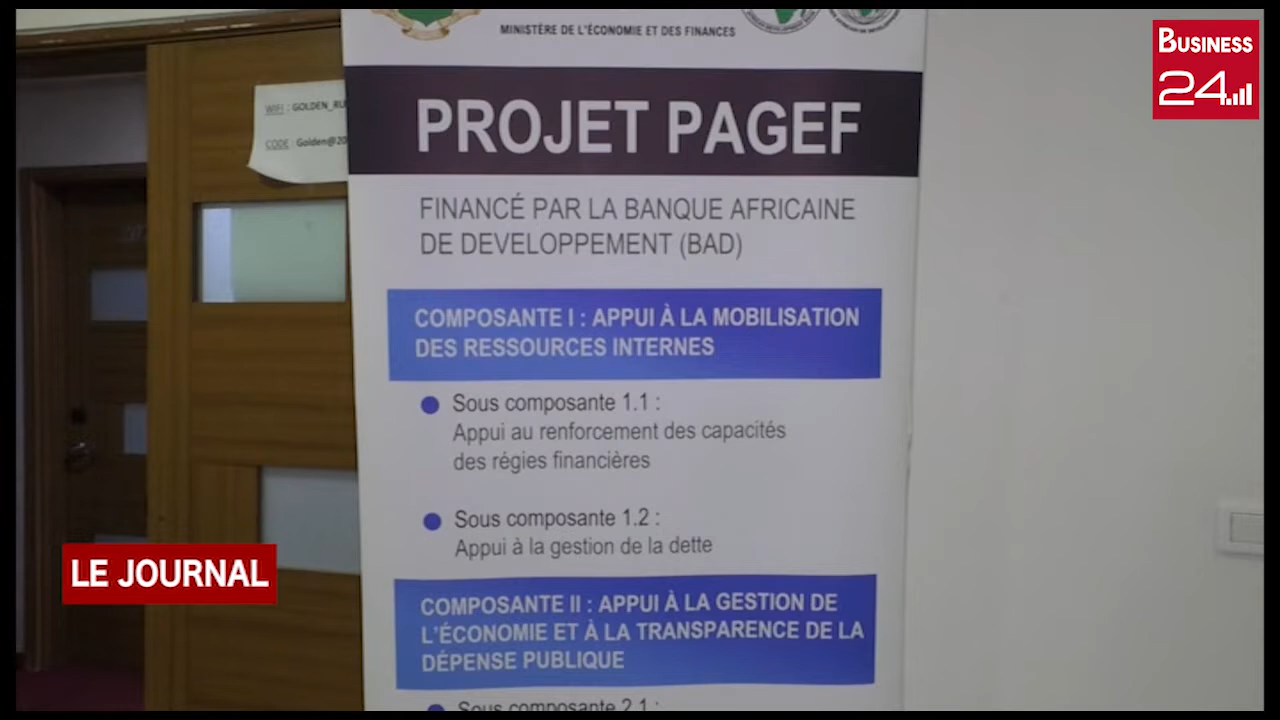 MINISTÈRE DE L'ÉCONOMIE ET DES FINANCES
BUSINESS
24
WIFI : GOLDEN_RU
CODE : Golden@20
PROJET PAGEF
FINANCÉ PAR LA BANQUE AFRICAINE
DE DEVELOPPEMENT (BAD)
COMPOSANTE I : APPUI À LA MOBILISATION
DES RESSOURCES INTERNES
Sous composante 1.1 :
Appui au renforcement des capacités
des régies financières
Sous composante 1.2 :
Appui à la gestion de la dette
LE JOURNAL
COMPOSANTE II : APPUI À LA GESTION DE
L'ÉCONOMIE ET À LA TRANSPARENCE DE LA
DÉPENSE PUBLIQUE
Sous composante 2.1 :